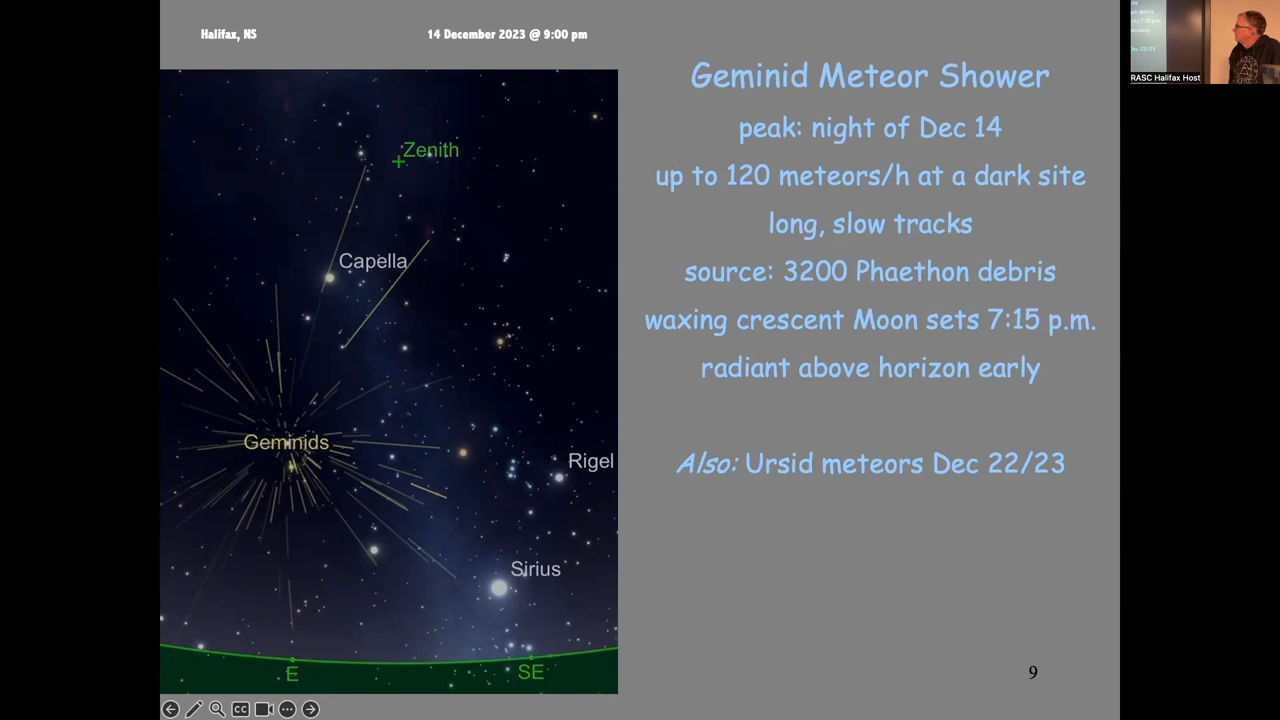 Halifax, NS
14 December 2023 @ 9:00 pm
Zenith
Capella
Geminids
Rigel
Sirius
E
SE
Geminid Meteor Shower
peak: night of Dec 14
up to 120 meteors/h at a dark site
long, slow tracks
source: 3200 Phaethon debris
waxing crescent Moon sets 7:15 p.m.
radiant above horizon early
Also: Ursid meteors Dec 22/23
9
CC
RASC Halifax Host